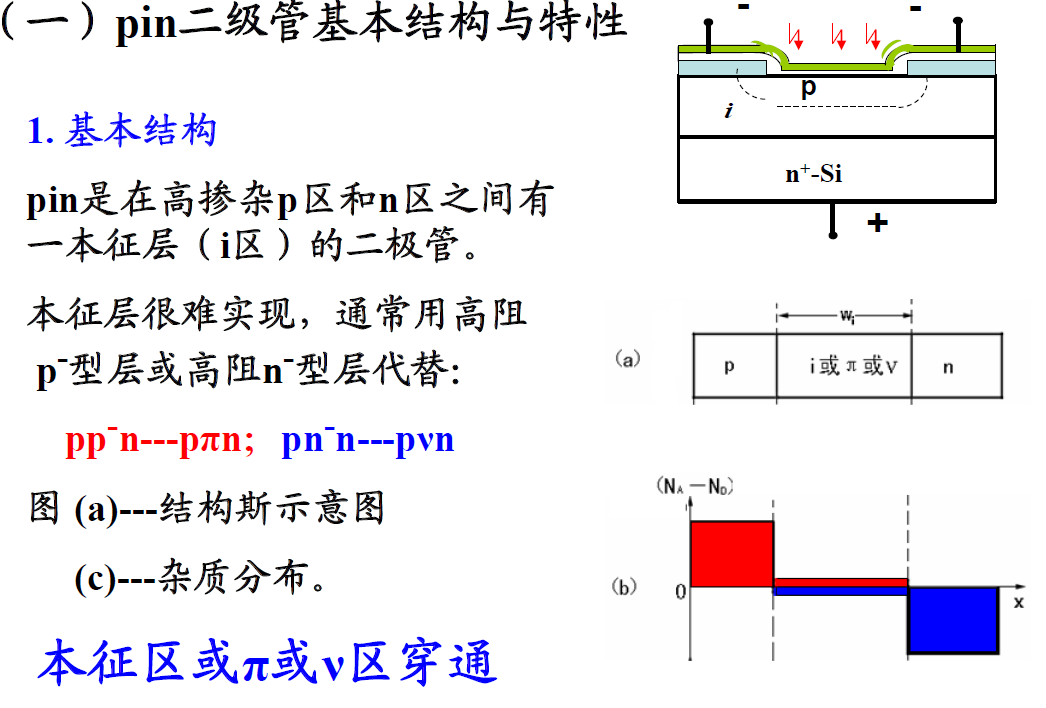 （一）pin二级管基本结构与特性
1. 基本结构
pin是在高掺杂p区和n区之间有
一本征层（i区）的二极管。
本征层很难实现，通常用高阻
p⁻型层或高阻n⁻型层代替:
pp⁻n---pπn; pn⁻n---pνn
图 (a)---结构斯示意图
(c)---杂质分布。
本征区或π或ν区穿通
- -
p
i
n⁺-Si
+
Wᵢ
(a) p i或π或ν n
(N_A－N_D)
(b) 0 x